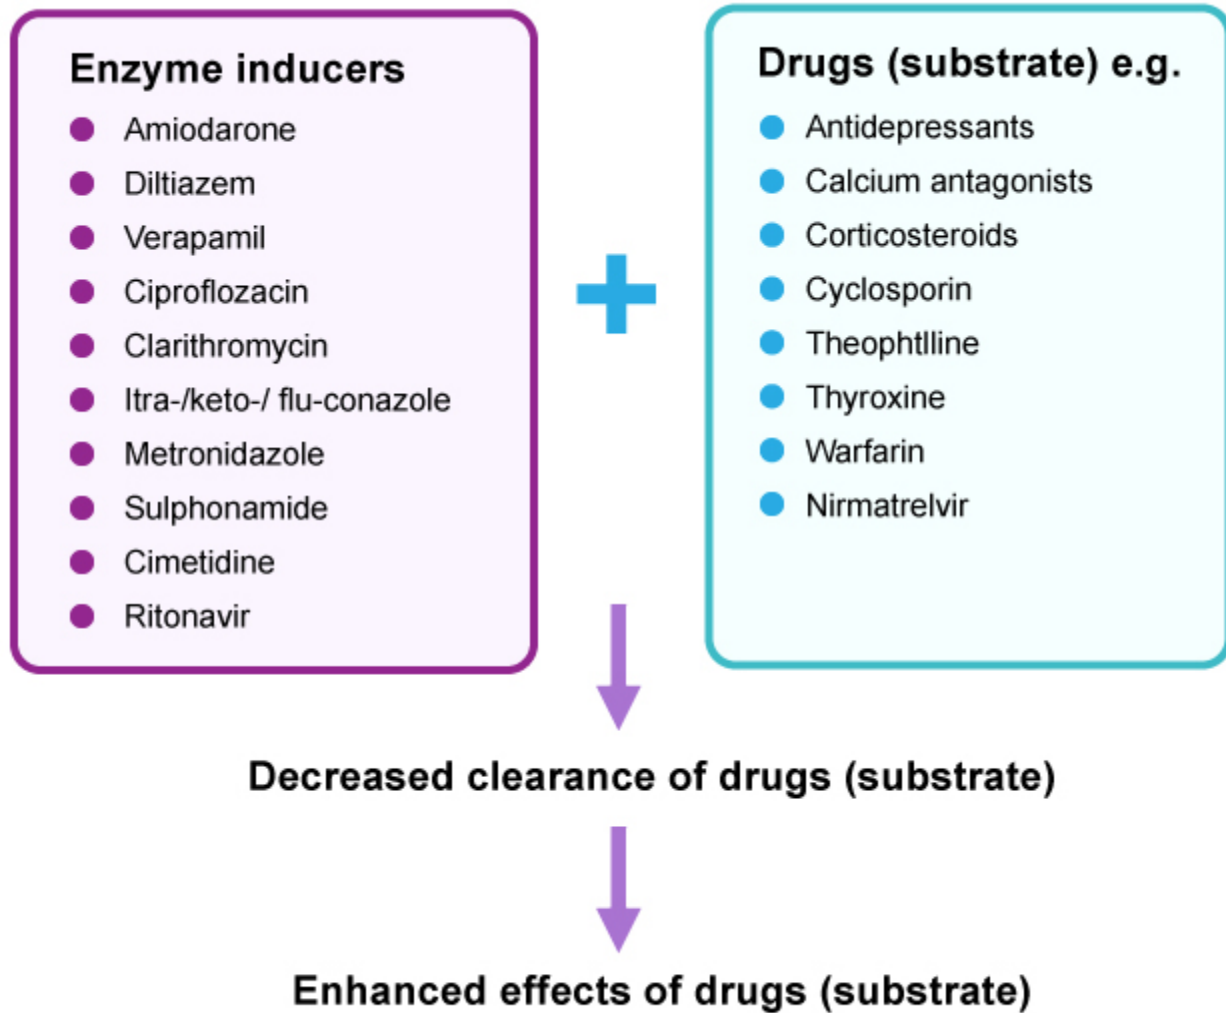 Enzyme inducers
Amiodarone
Diltiazem
Verapamil
Ciproflozacin
Clarithromycin
Itra-/keto-/ flu-conazole
Metronidazole
Sulphonamide
Cimetidine
Ritonavir
Drugs (substrate) e.g.
Antidepressants
Calcium antagonists
Corticosteroids
Cyclosporin
Theophtlline
Thyroxine
Warfarin
Nirmatrelvir
Decreased clearance of drugs (substrate)
Enhanced effects of drugs (substrate)